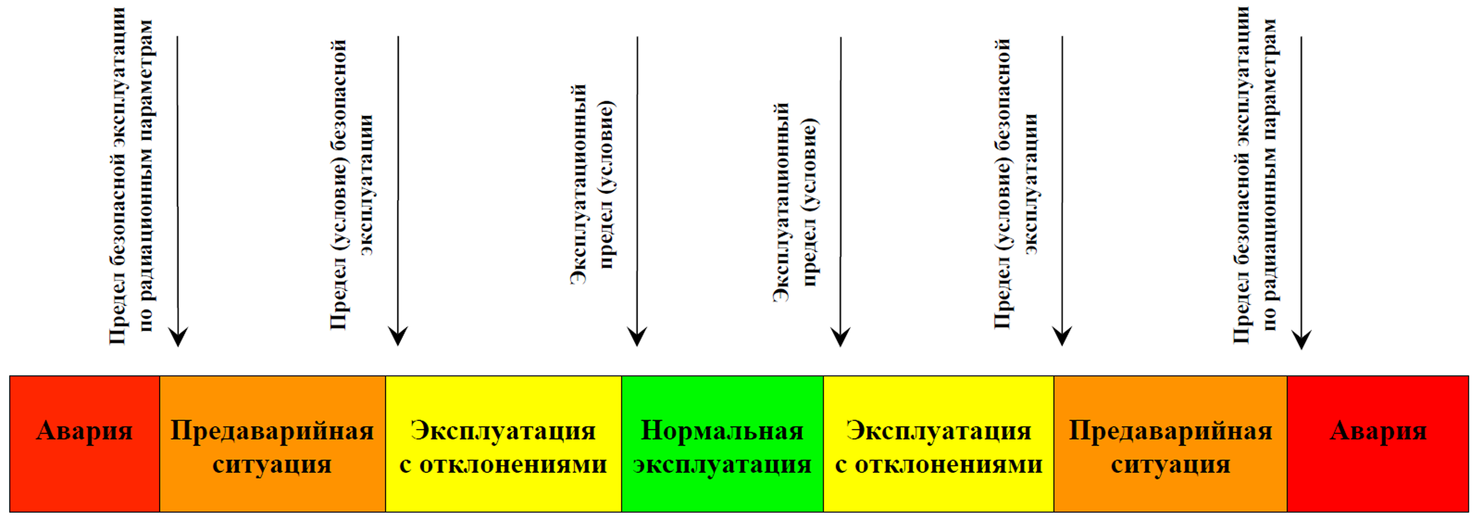 Предел безопасной эксплуатации
по радиационным параметрам
Предел (условие) безопасной
эксплуатации
Эксплуатационный
предел (условие)
Эксплуатационный
предел (условие)
Предел (условие) безопасной
эксплуатации
Предел безопасной эксплуатации
по радиационным параметрам
Авария
Предаварийная
ситуация
Эксплуатация
с отклонениями
Нормальная
эксплуатация
Эксплуатация
с отклонениями
Предаварийная
ситуация
Авария